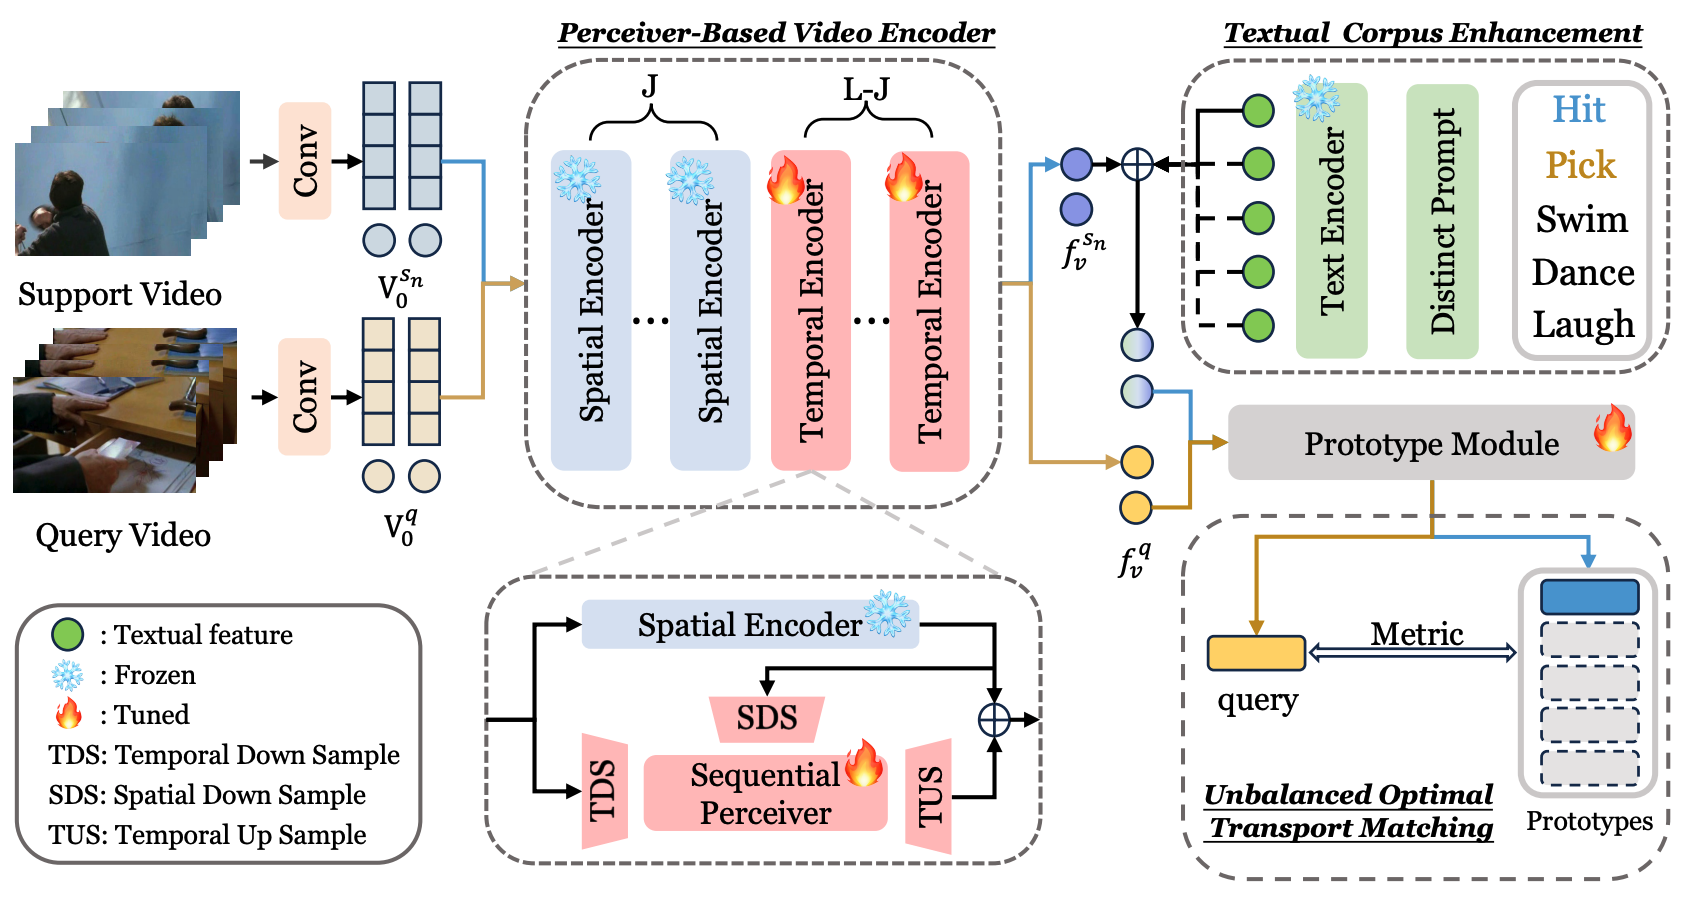 Perceiver-Based Video Encoder
Textual Corpus Enhancement
J
L-J
Conv
Support Video
V_0^{s_n}
Conv
Query Video
V_0^q
Spatial Encoder
...
Spatial Encoder
Temporal Encoder
...
Temporal Encoder
f_v^{s_n}
f_v^q
Text Encoder
Distinct Prompt
Hit
Pick
Swim
Dance
Laugh
Prototype Module
Metric
query
Prototypes
Unbalanced Optimal
Transport Matching
Spatial Encoder
SDS
TDS
Sequential
Perceiver
TUS
: Textual feature
: Frozen
: Tuned
TDS: Temporal Down Sample
SDS: Spatial Down Sample
TUS: Temporal Up Sample